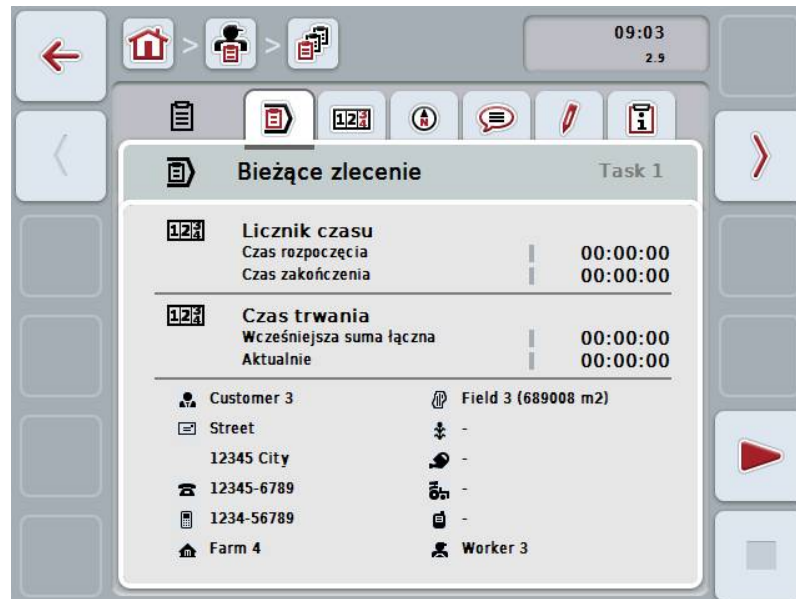 09:03
2.9
Bieżące zlecenie Task 1
Licznik czasu
Czas rozpoczęcia 00:00:00
Czas zakończenia 00:00:00
Czas trwania
Wcześniejsza suma łączna 00:00:00
Aktualnie 00:00:00
Customer 3 Field 3 (689008 m2)
Street -
12345 City -
12345-6789 -
1234-56789 -
Farm 4 Worker 3